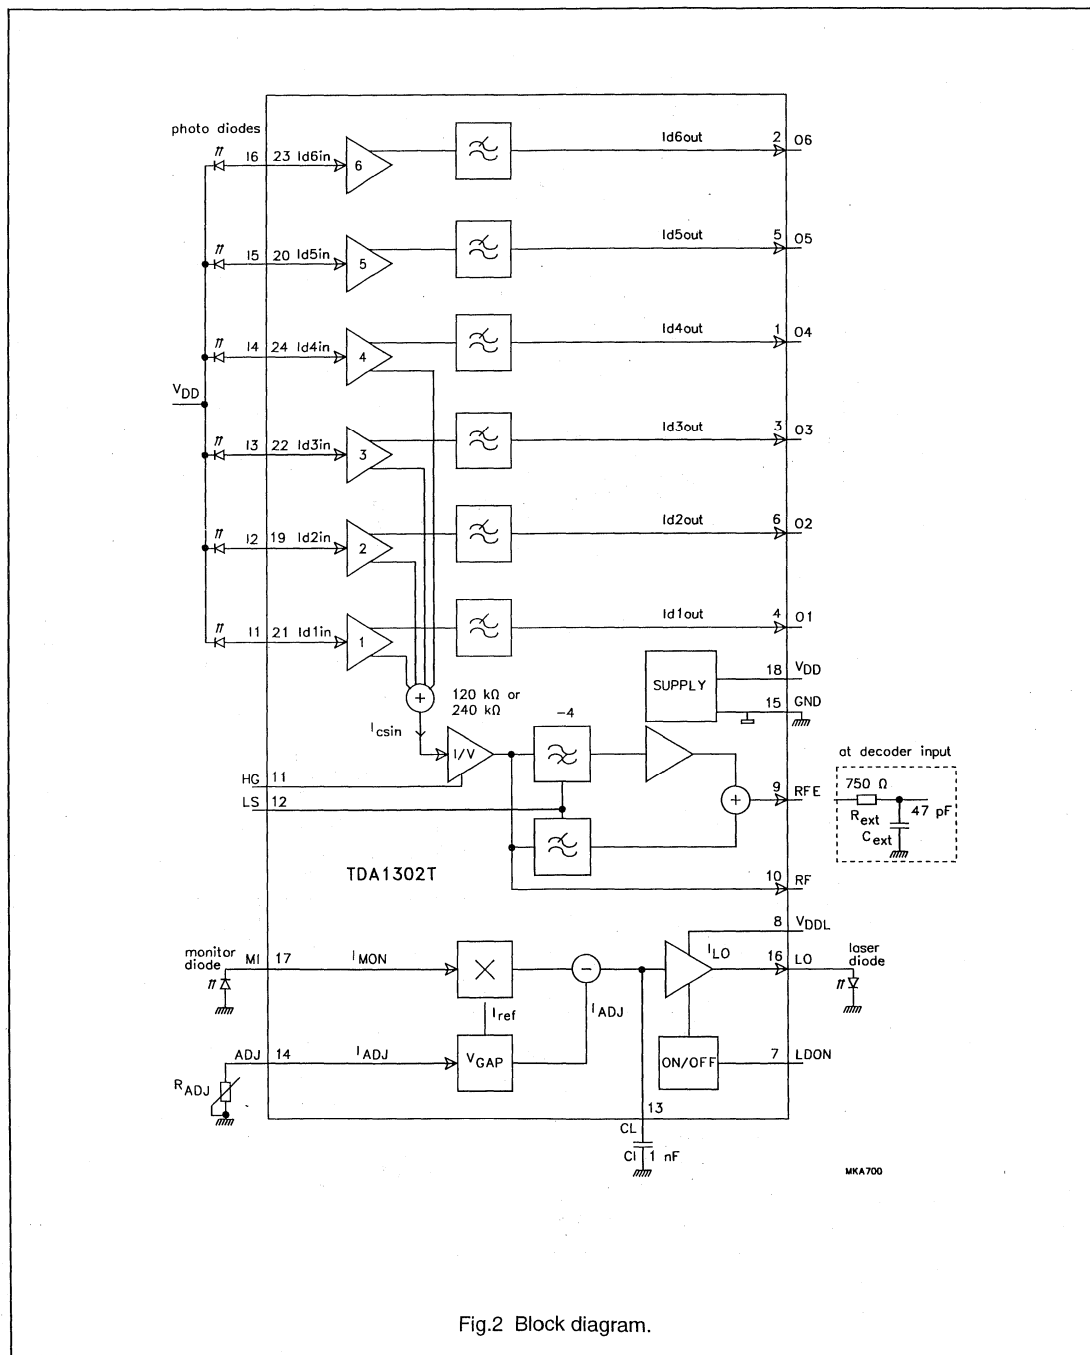 photo diodes
I6 23 Id6in 6 Id6out 2 O6
I5 20 Id5in 5 Id5out 5 O5
I4 24 Id4in 4 Id4out 1 O4
VDD
I3 22 Id3in 3 Id3out 3 O3
I2 19 Id2in 2 Id2out 6 O2
I1 21 Id1in 1 Id1out 4 O1
SUPPLY
18 VDD
15 GND
+
120 kΩ or
240 kΩ
Icsin
I/V
-4
HG 11
LS 12
+
9 RFE
at decoder input
750 Ω
Rext
47 pF
Cext
10 RF
TDA1302T
8 VDDL
monitor
diode
MI 17 IMON
X
−
ILO
16 LO
laser
diode
Iref
IADJ
ADJ 14 IADJ
VGAP
ON/OFF
7 LDON
RADJ
13
CL
Cl 1 nF
MKA700
Fig.2 Block diagram.